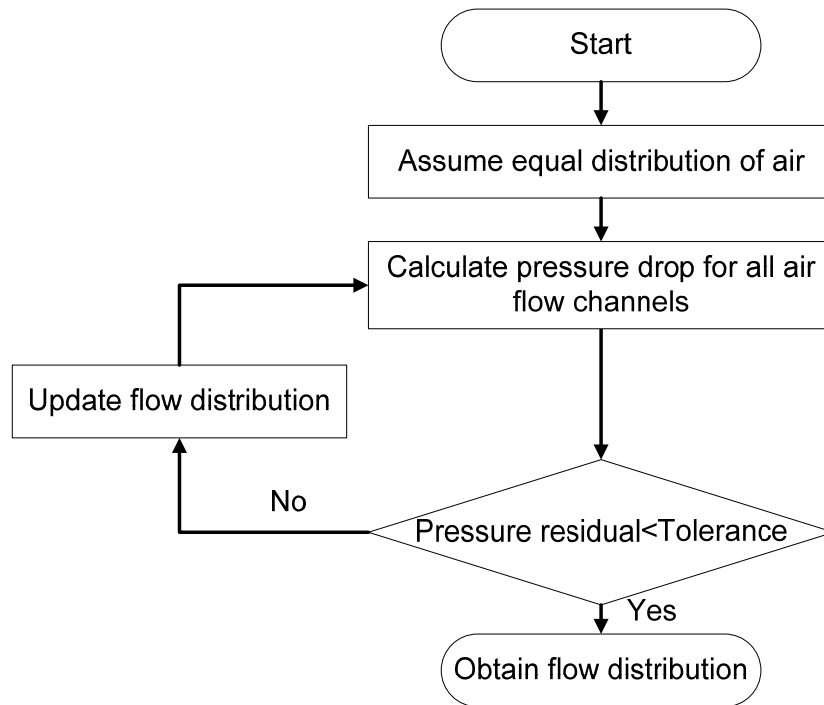 Start
Assume equal distribution of air
Calculate pressure drop for all air
flow channels
Update flow distribution
No
Pressure residual<Tolerance
Yes
Obtain flow distribution